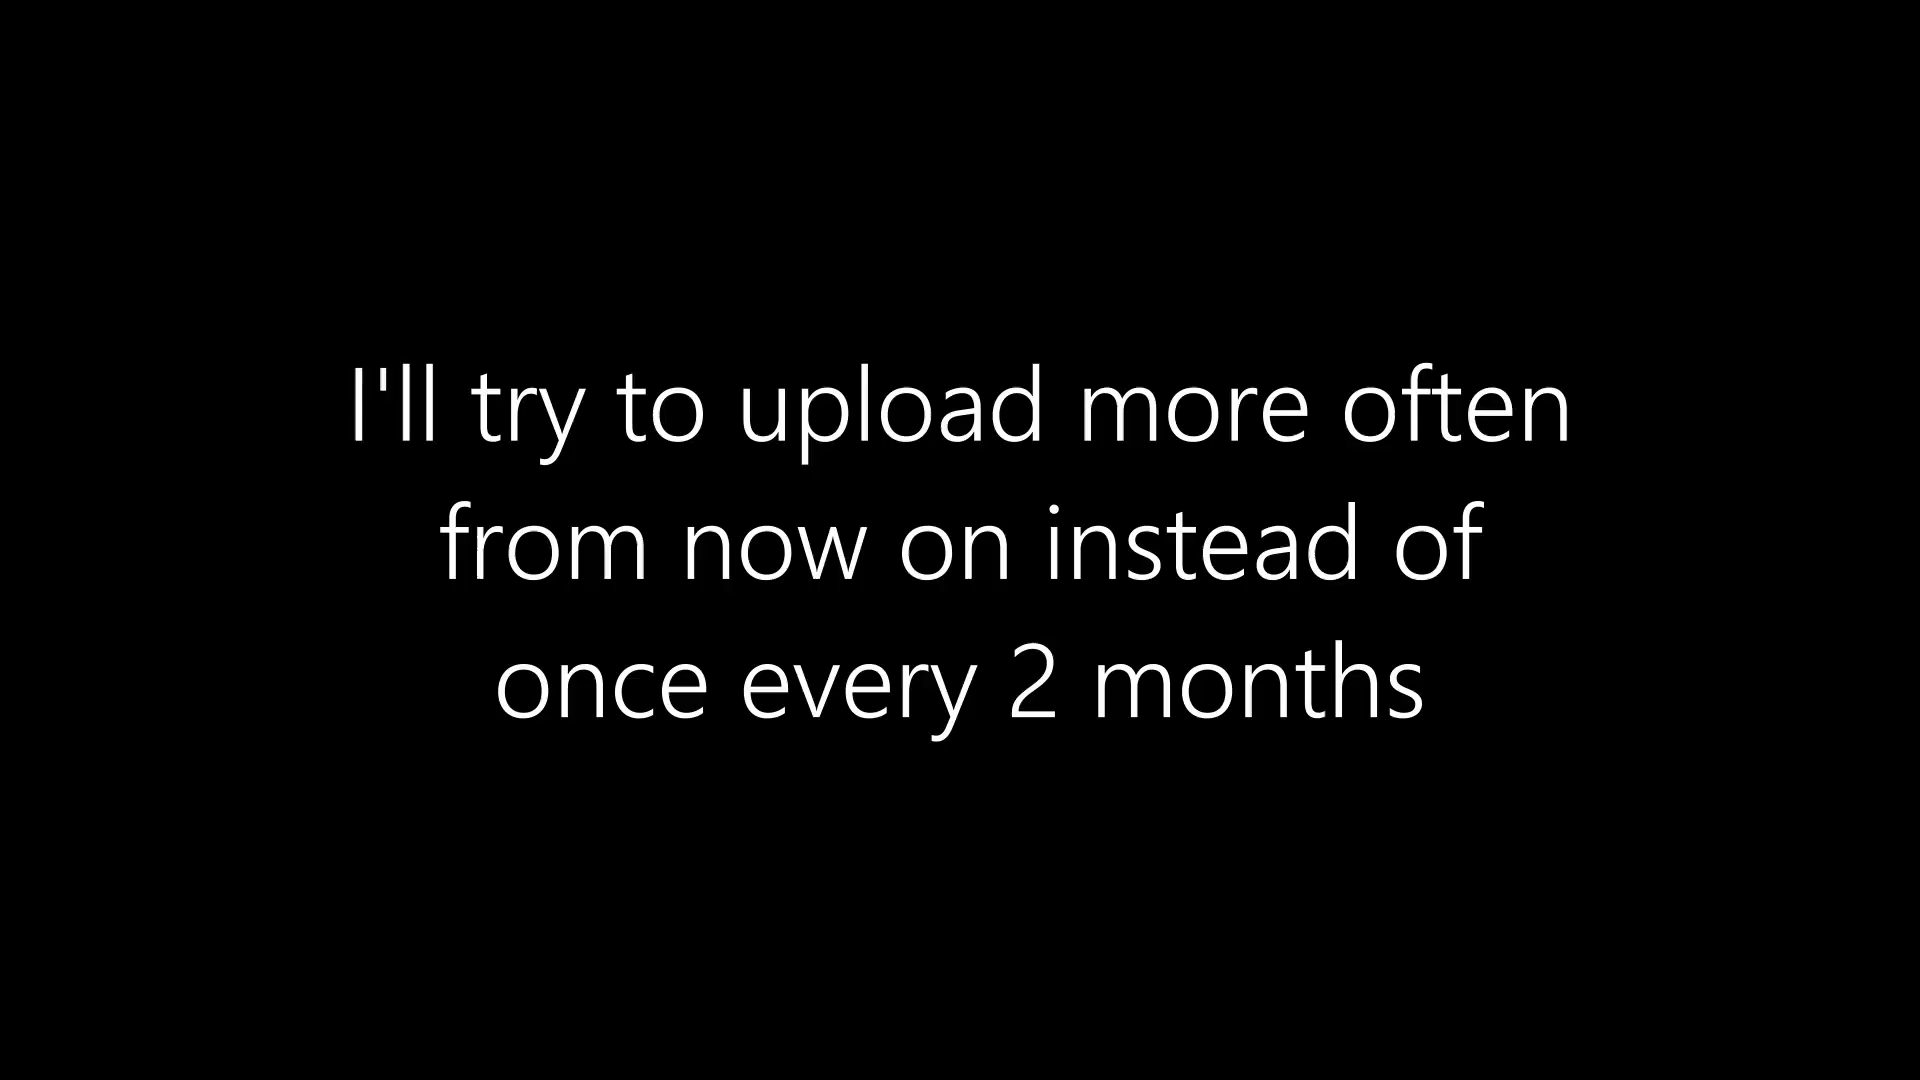 I'll try to upload more often
from now on instead of
once every 2 months